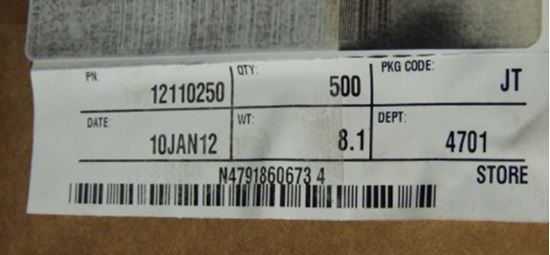 PN: QTY: PKG CODE:
12110250 500 JT
DATE: WT: DEPT:
10JAN12 8.1 4701
N4791860673 4 STORE